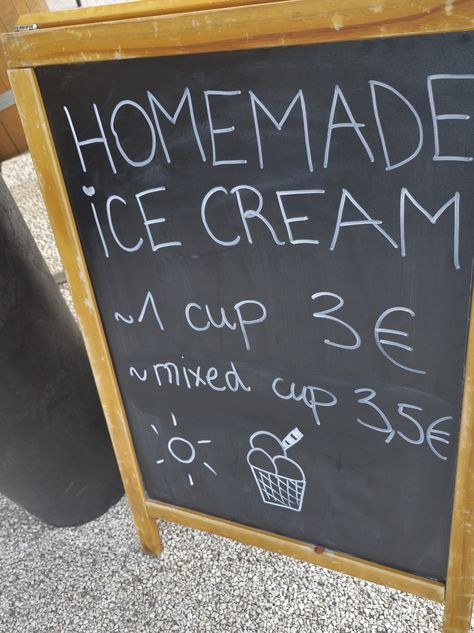 HOMEMADE
iCE CREAM
~1 cup 3€
~mixed cup 3,5€